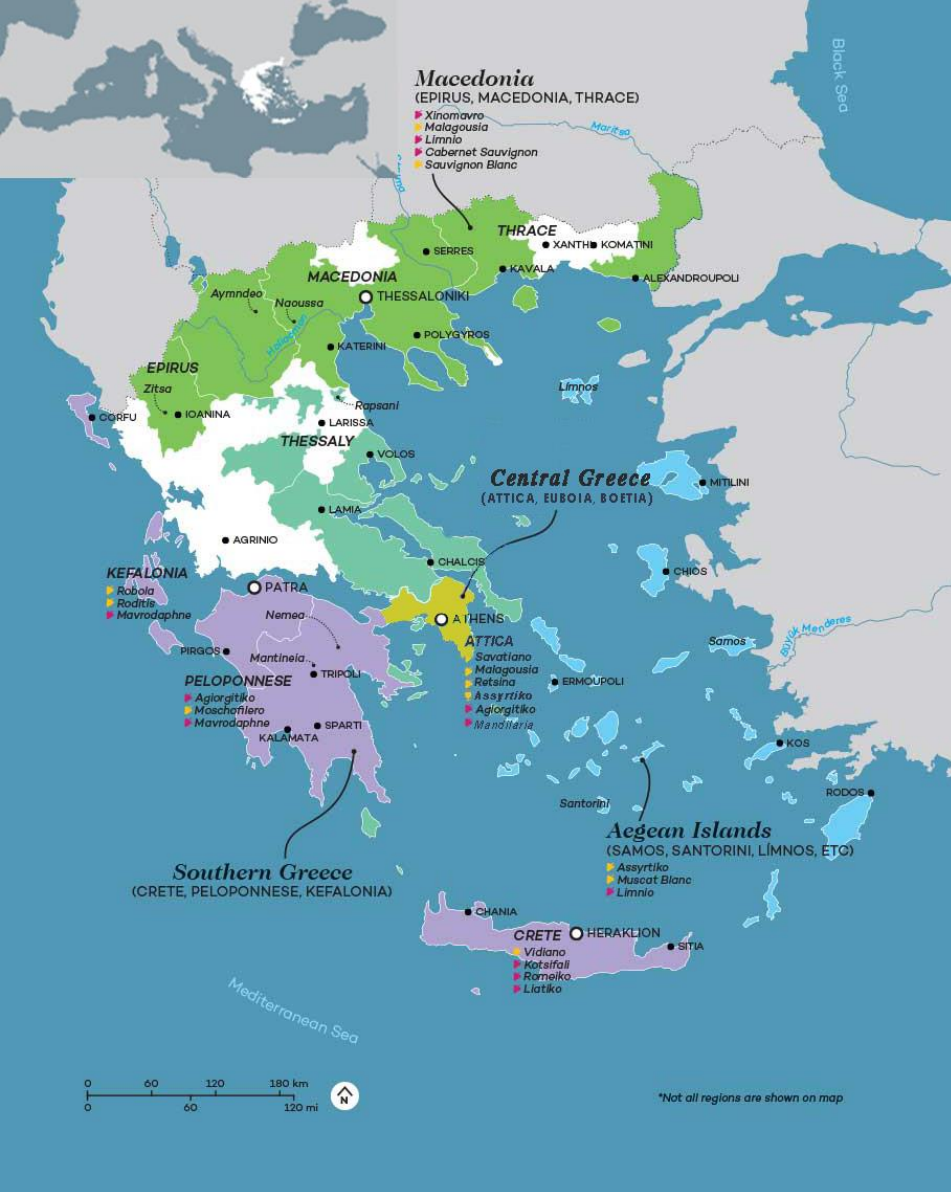 Black Sea
Macedonia
(EPIRUS, MACEDONIA, THRACE)
Xinomavro
Malagousia
Limnio
Cabernet Sauvignon
Sauvignon Blanc
Maritsa
THRACE
XANTHI
KOMATINI
SERRES
KAVALA
MACEDONIA
ALEXANDROUPOLI
Aymndeo
Naoussa
THESSALONIKI
Haliacmon
POLYGYROS
KATERINI
EPIRUS
Zitsa
Límnos
IOANINA
Rapsani
CORFU
LARISSA
THESSALY
VOLOS
Central Greece
(ATTICA, EUBOIA, BOETIA)
MITILINI
LAMIA
AGRINIO
CHALCIS
KEFALONIA
Robola
Roditis
Mavrodaphne
CHIOS
PATRA
Nemea
ATHENS
Büyük Menderes
ATTICA
Savatiano
Malagousia
Retsina
Assyrtiko
Agiorgitiko
Mandilaria
Samos
PIRGOS
Mantineia
TRIPOLI
ERMOUPOLI
PELOPONNESE
Agiorgitiko
Moschofilero
Mavrodaphne
SPARTI
KALAMATA
KOS
RODOS
Santorini
Aegean Islands
(SAMOS, SANTORINI, LÍMNOS, ETC)
Assyrtiko
Muscat Blanc
Limnio
Southern Greece
(CRETE, PELOPONNESE, KEFALONIA)
CHANIA
CRETE
HERAKLION
SITIA
Vidiano
Kotsifali
Romeiko
Liatiko
Mediterranean Sea
0 60 120 180 km
0 60 120 mi
N
*Not all regions are shown on map